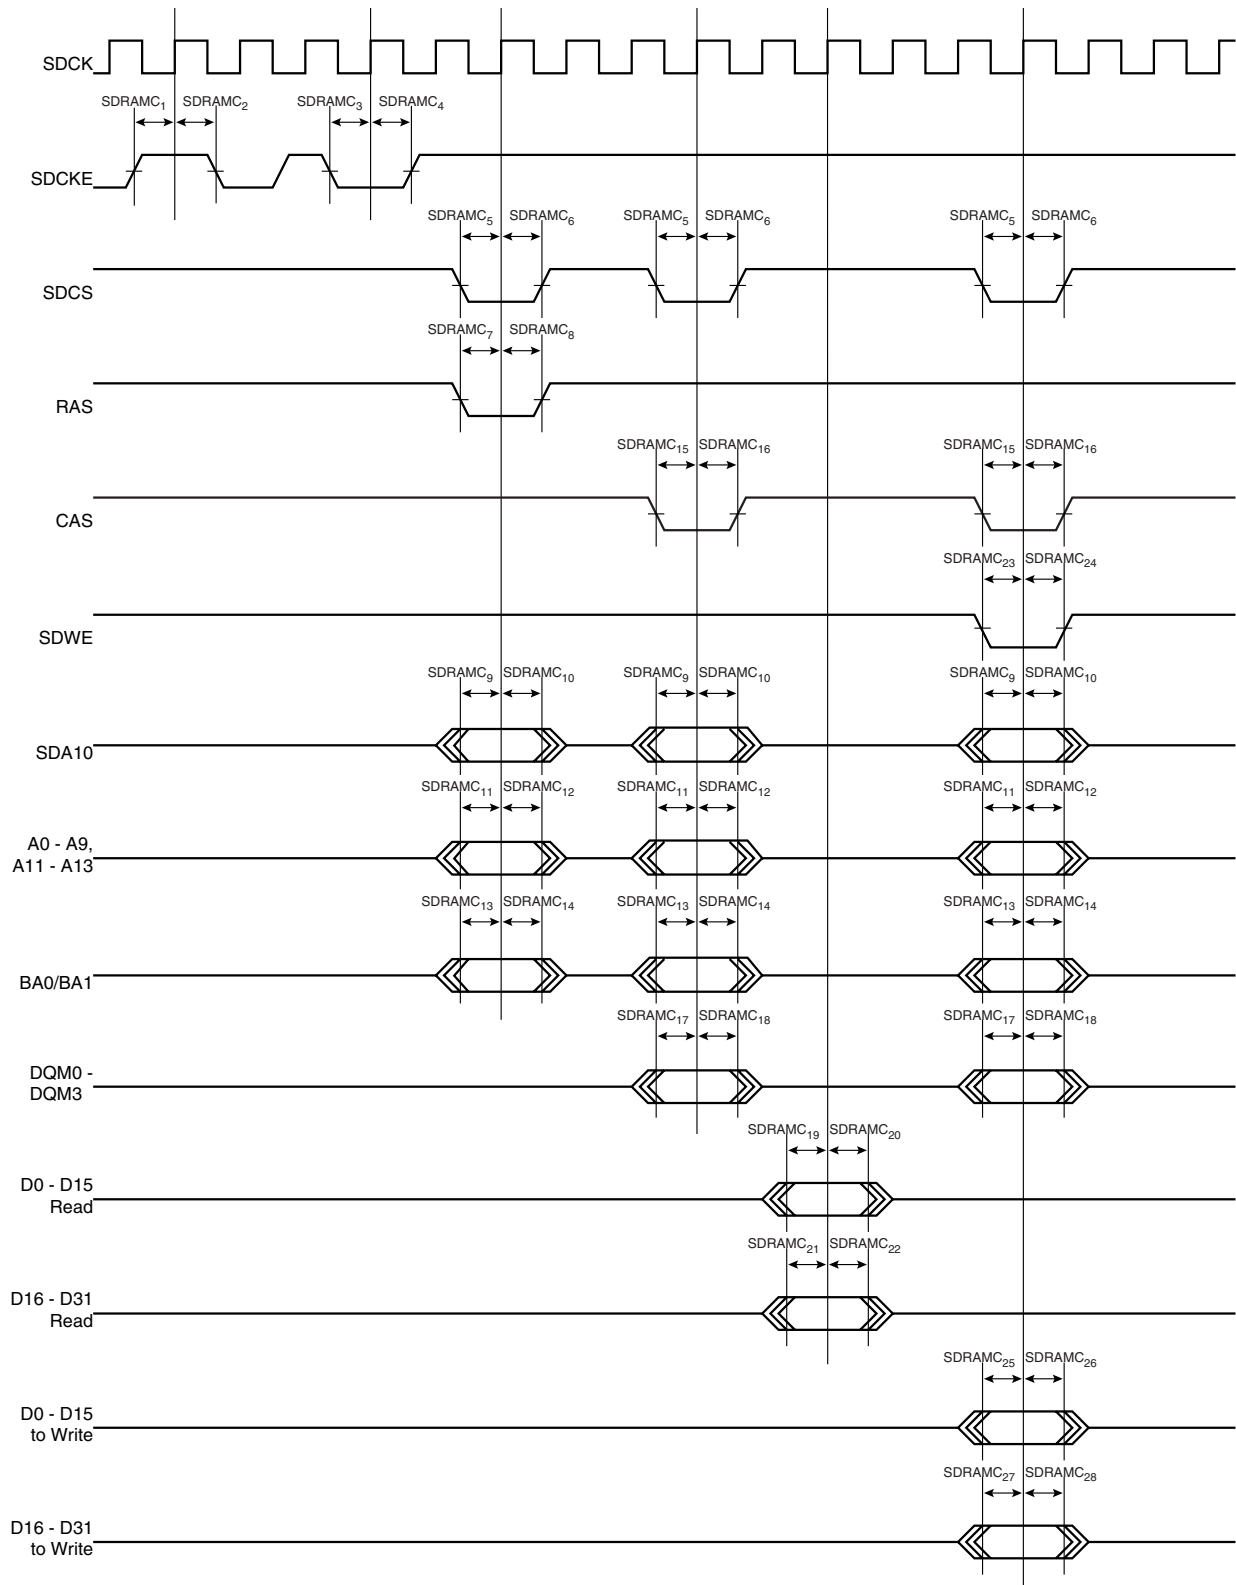 SDCK
SDRAMC1 SDRAMC2 SDRAMC3 SDRAMC4
SDCKE
SDRAMC5 SDRAMC6 SDRAMC5 SDRAMC6 SDRAMC5 SDRAMC6
SDCS
SDRAMC7 SDRAMC8
RAS
SDRAMC15 SDRAMC16 SDRAMC15 SDRAMC16
CAS
SDRAMC23 SDRAMC24
SDWE
SDRAMC9 SDRAMC10 SDRAMC9 SDRAMC10 SDRAMC9 SDRAMC10
SDA10
SDRAMC11 SDRAMC12 SDRAMC11 SDRAMC12 SDRAMC11 SDRAMC12
A0 - A9,
A11 - A13
SDRAMC13 SDRAMC14 SDRAMC13 SDRAMC14 SDRAMC13 SDRAMC14
BA0/BA1
SDRAMC17 SDRAMC18 SDRAMC17 SDRAMC18
DQM0 -
DQM3
SDRAMC19 SDRAMC20
D0 - D15
Read
SDRAMC21 SDRAMC22
D16 - D31
Read
SDRAMC25 SDRAMC26
D0 - D15
to Write
SDRAMC27 SDRAMC28
D16 - D31
to Write